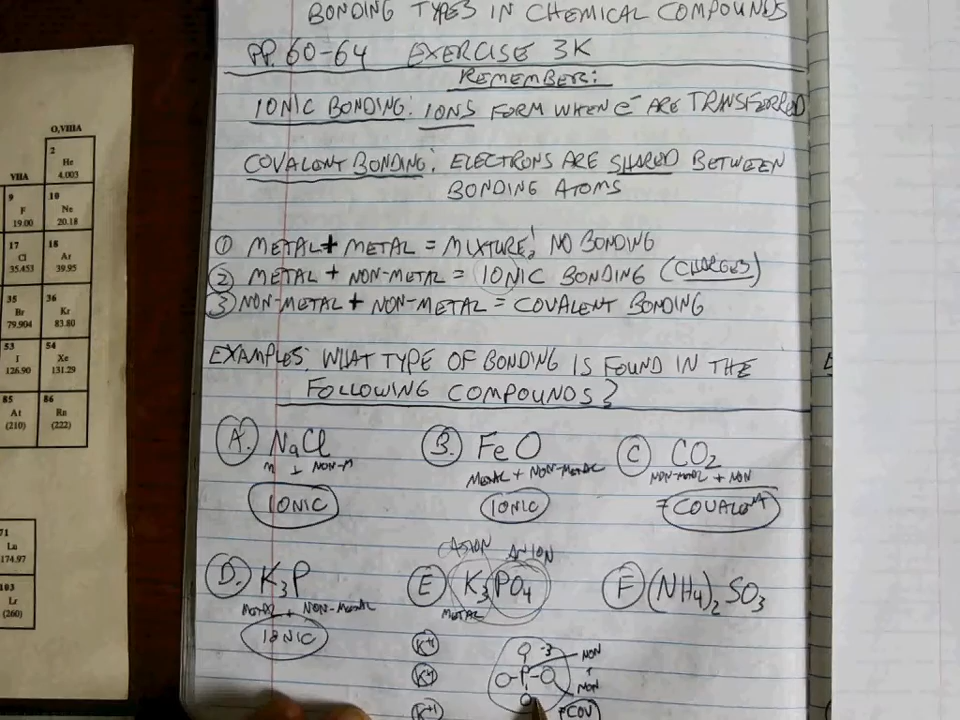 BONDING TYPES IN CHEMICAL COMPOUNDS
PP. 60-64 EXERCISE 3K
REMEMBER:
IONIC BONDING: IONS FORM WHEN e⁻ ARE TRANSFERRED
COVALENT BONDING: ELECTRONS ARE SHARED BETWEEN
BONDING ATOMS
① METAL + METAL = MIXTURE! NO BONDING
② METAL + NON-METAL = IONIC BONDING (CHARGES)
③ NON-METAL + NON-METAL = COVALENT BONDING
EXAMPLES: WHAT TYPE OF BONDING IS FOUND IN THE
FOLLOWING COMPOUNDS?
A. NaCl B. FeO C CO₂
M + NON-M METAL + NON-METAL NON-METAL + NON
IONIC IONIC COVALENT
CATION ANION
D. K₃P E K₃PO₄ F (NH₄)₂SO₃
METAL + NON-METAL METAL
IONIC
K⁺¹ O -3 NON
K⁺¹ O-P-O +
NON
K⁺¹ O COV
O,VIIIA
2
He
4.003
VIIA
9 10
F Ne
19.00 20.18
17 18
Cl Ar
35.453 39.95
35 36
Br Kr
79.904 83.80
53 54
I Xe
126.90 131.29
85 86
At Rn
(210) (222)
71
Lu
174.97
103
Lr
(260)